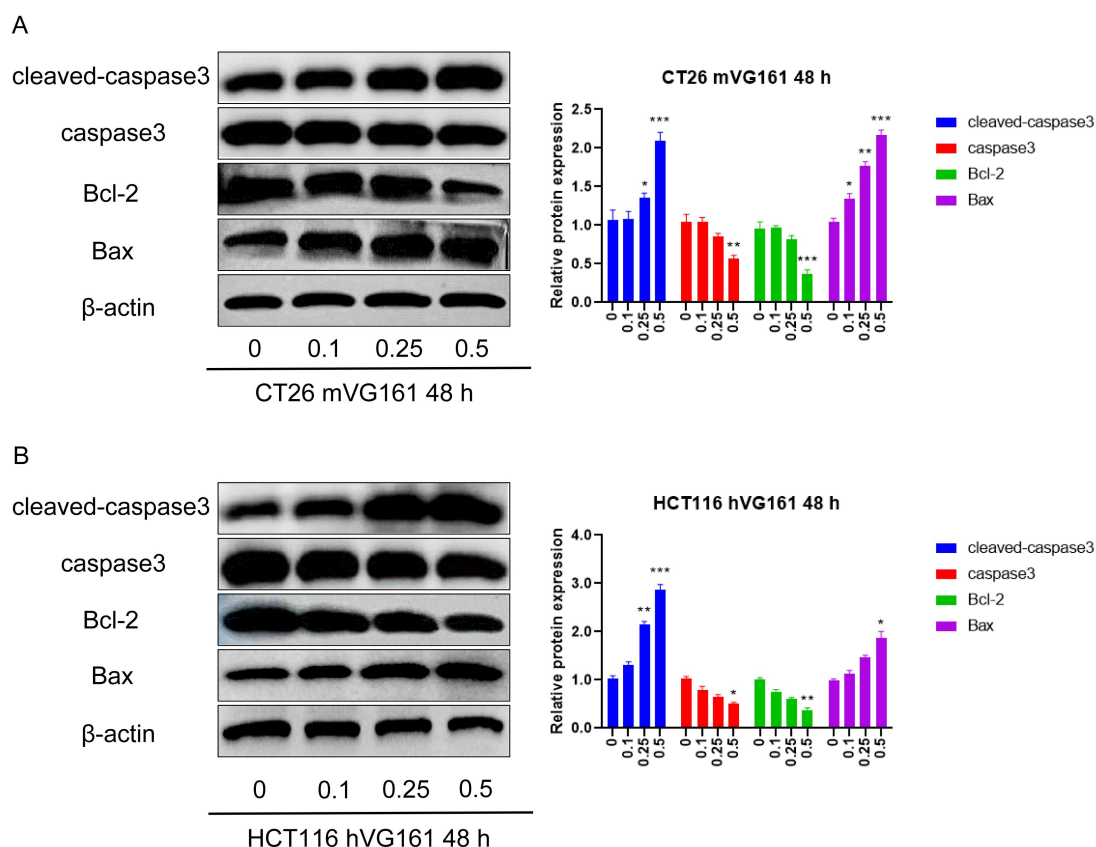 A
cleaved-caspase3
caspase3
Bcl-2
Bax
β-actin
0 0.1 0.25 0.5
CT26 mVG161 48 h
CT26 mVG161 48 h
Relative protein expression
2.5
2.0
1.5
1.0
0.5
0.0
* *** ** *** * ** ***
0 0.1 0.25 0.5 0 0.1 0.25 0.5 0 0.1 0.25 0.5 0 0.1 0.25 0.5
cleaved-caspase3
caspase3
Bcl-2
Bax
B
cleaved-caspase3
caspase3
Bcl-2
Bax
β-actin
0 0.1 0.25 0.5
HCT116 hVG161 48 h
HCT116 hVG161 48 h
Relative protein expression
4.0
3.0
2.0
1.0
0.0
** *** * ** *
0 0.1 0.25 0.5 0 0.1 0.25 0.5 0 0.1 0.25 0.5 0 0.1 0.25 0.5
cleaved-caspase3
caspase3
Bcl-2
Bax